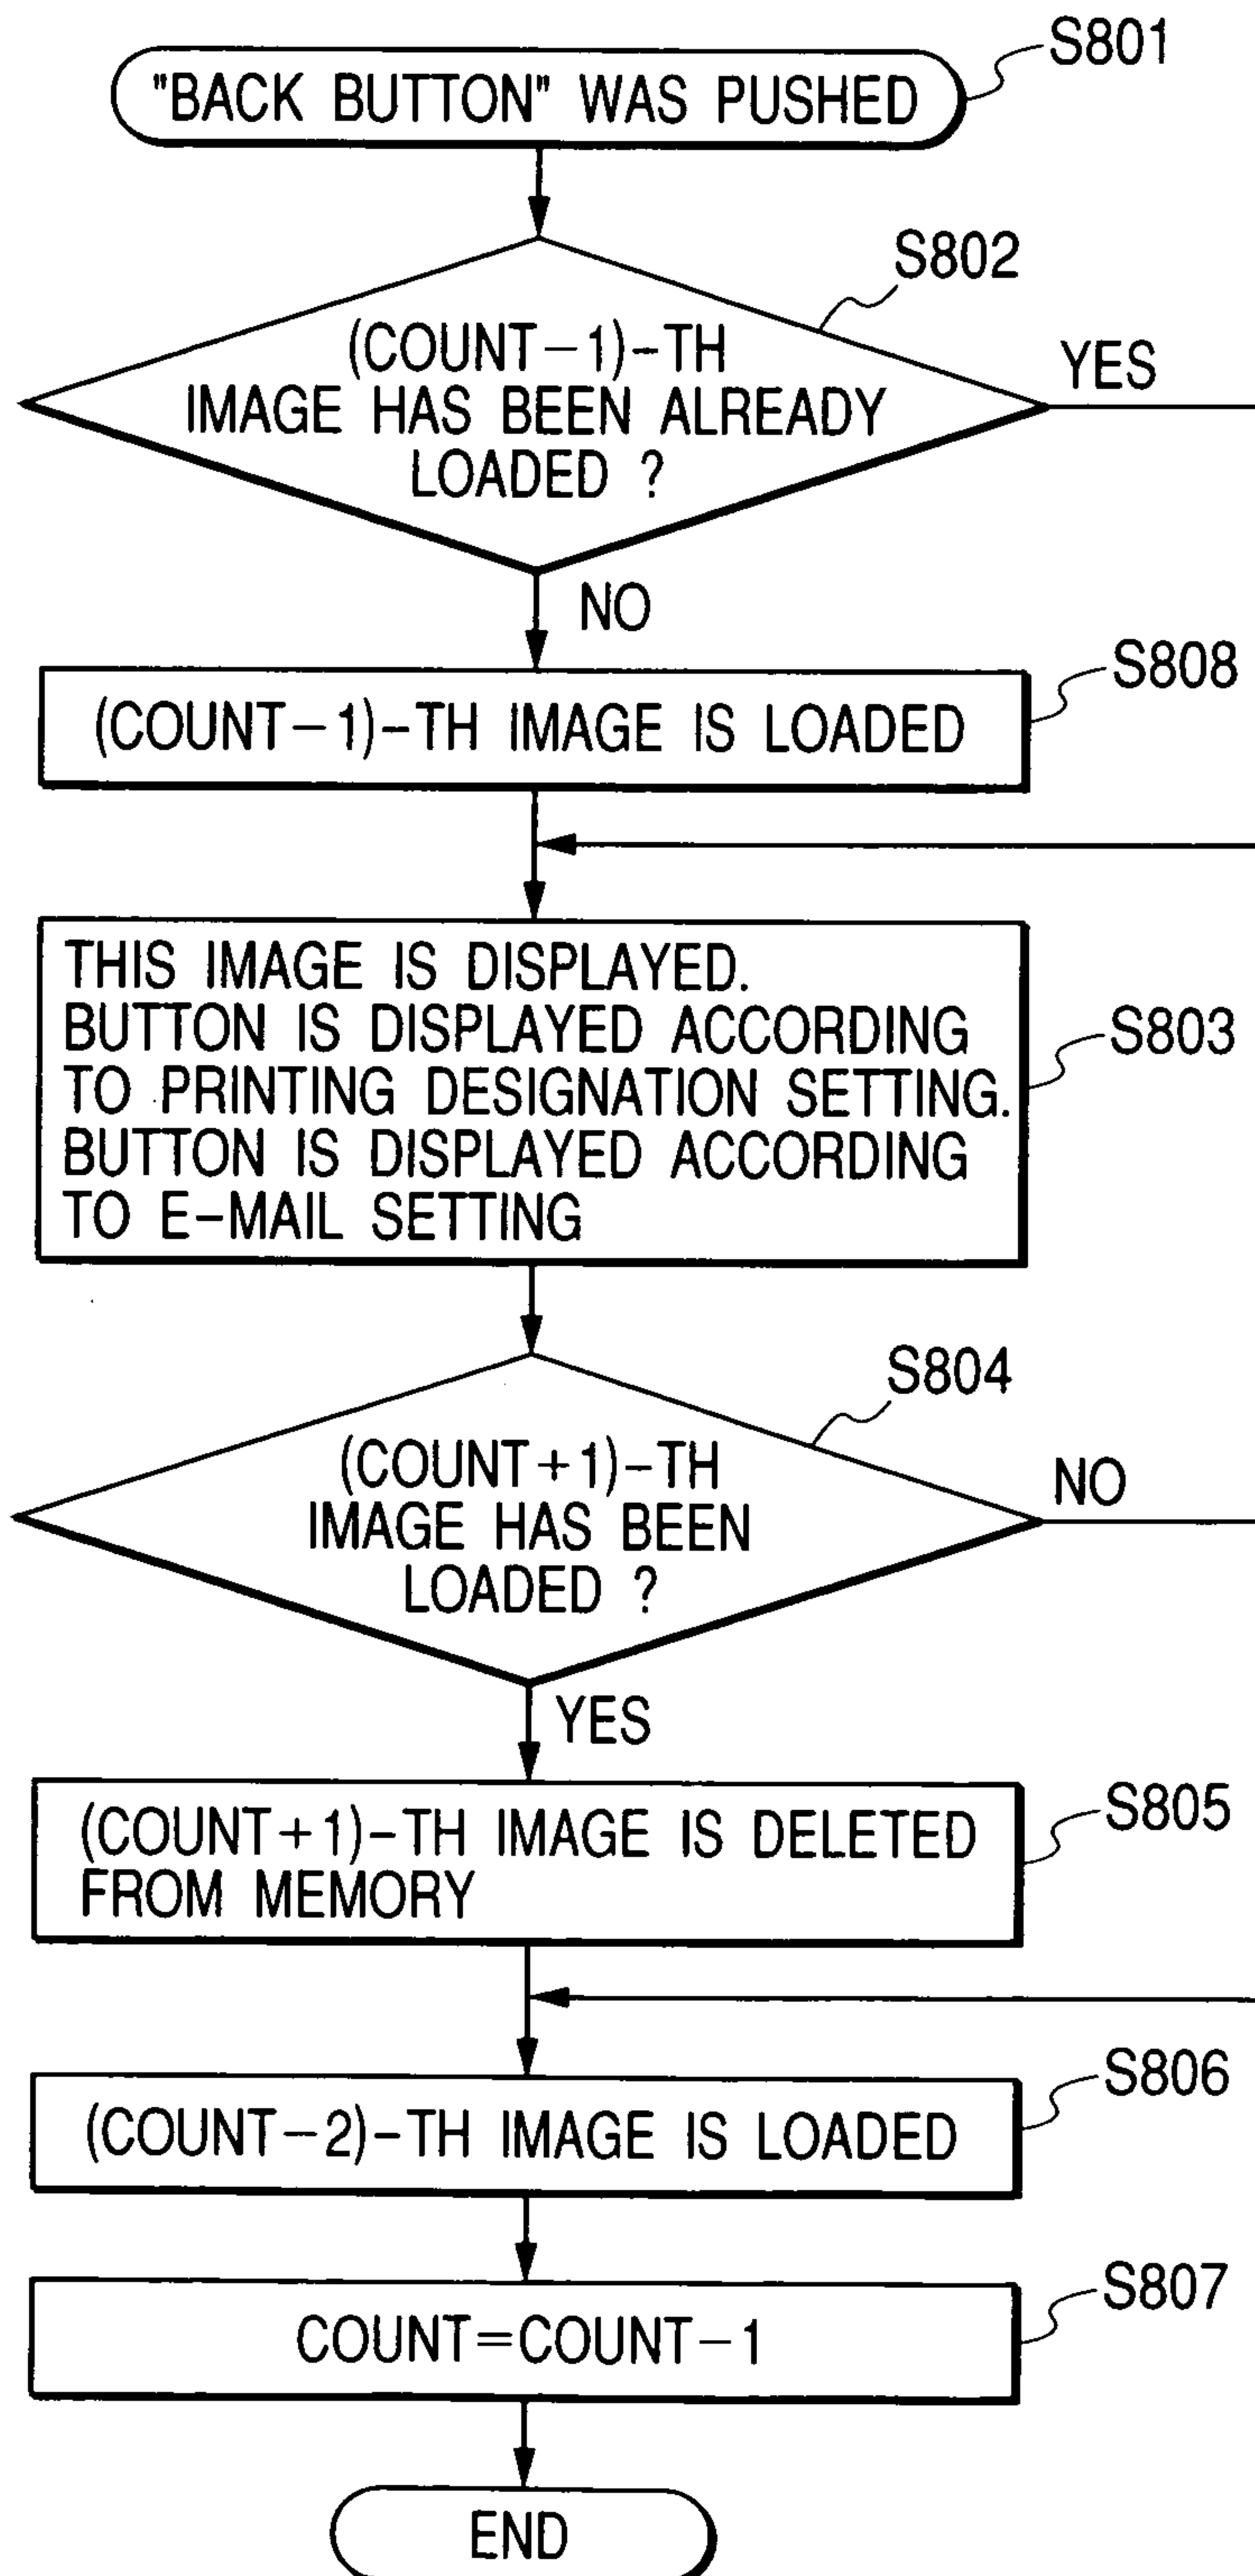 S801
"BACK BUTTON" WAS PUSHED
S802
(COUNT-1)-TH
IMAGE HAS BEEN ALREADY
LOADED ?
YES
NO
S808
(COUNT-1)-TH IMAGE IS LOADED
THIS IMAGE IS DISPLAYED.
BUTTON IS DISPLAYED ACCORDING
TO PRINTING DESIGNATION SETTING.
BUTTON IS DISPLAYED ACCORDING
TO E-MAIL SETTING
S803
S804
(COUNT+1)-TH
IMAGE HAS BEEN
LOADED ?
NO
YES
S805
(COUNT+1)-TH IMAGE IS DELETED
FROM MEMORY
S806
(COUNT-2)-TH IMAGE IS LOADED
S807
COUNT=COUNT-1
END